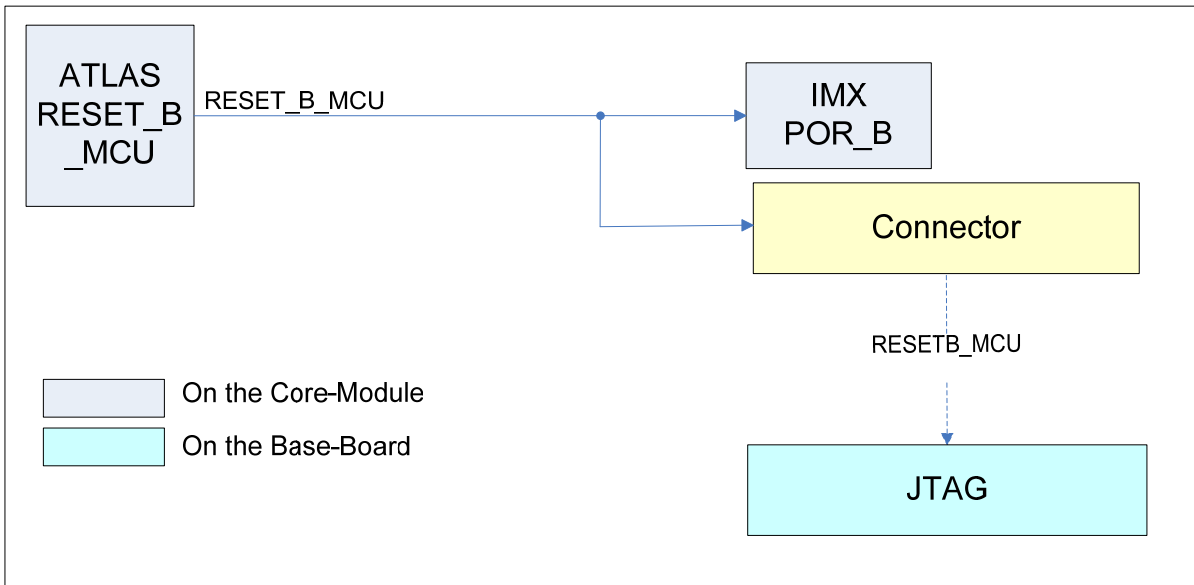 ATLAS
RESET_B
_MCU
RESET_B_MCU
IMX
POR_B
Connector
RESETB_MCU
On the Core-Module
On the Base-Board
JTAG